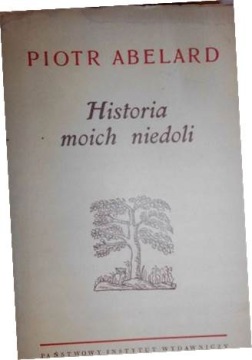 PIOTR ABELARD
Historia
moich niedoli
PAŃSTWOWY INSTYTUT WYDAWNICZY